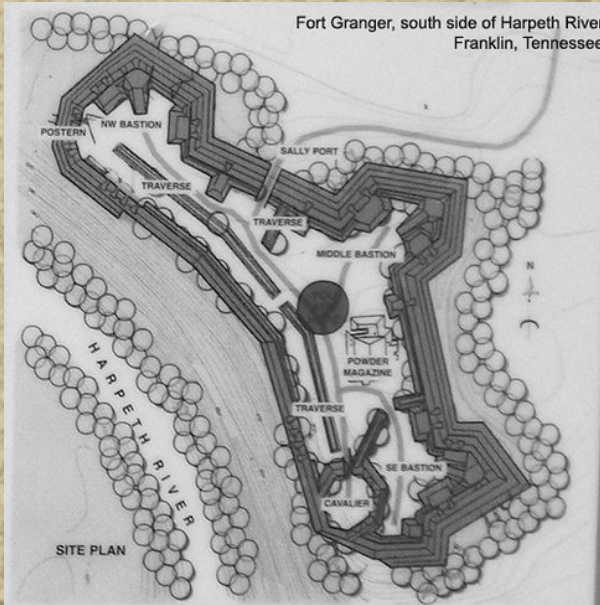 Fort Granger, south side of Harpeth River
Franklin, Tennessee
POSTERN
NW BASTION
SALLY PORT
TRAVERSE
TRAVERSE
MIDDLE BASTION
N
POWDER
MAGAZINE
TRAVERSE
SE BASTION
CAVALIER
HARPETH RIVER
SITE PLAN